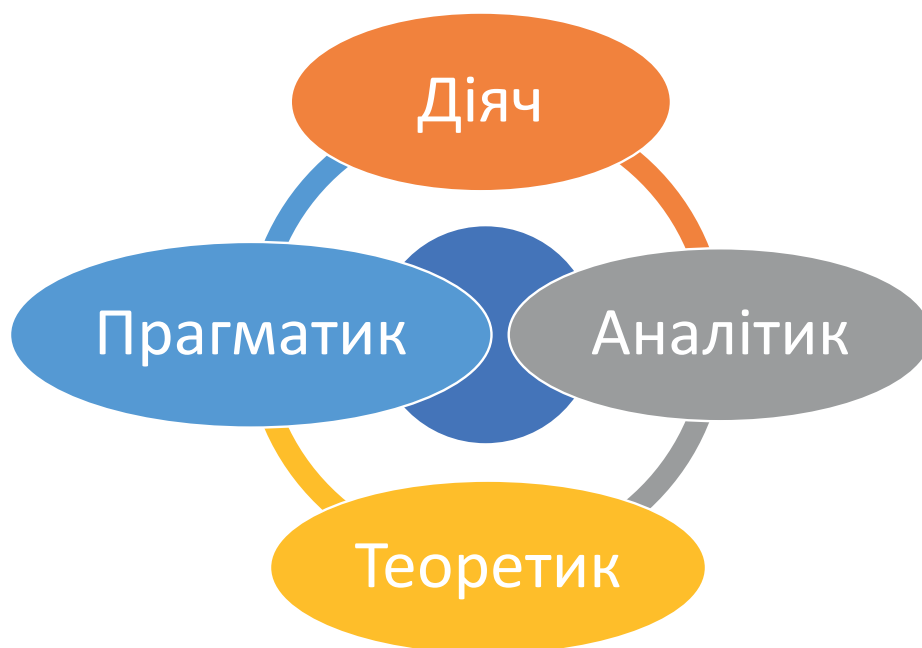 Діяч
Прагматик
Аналітик
Теоретик